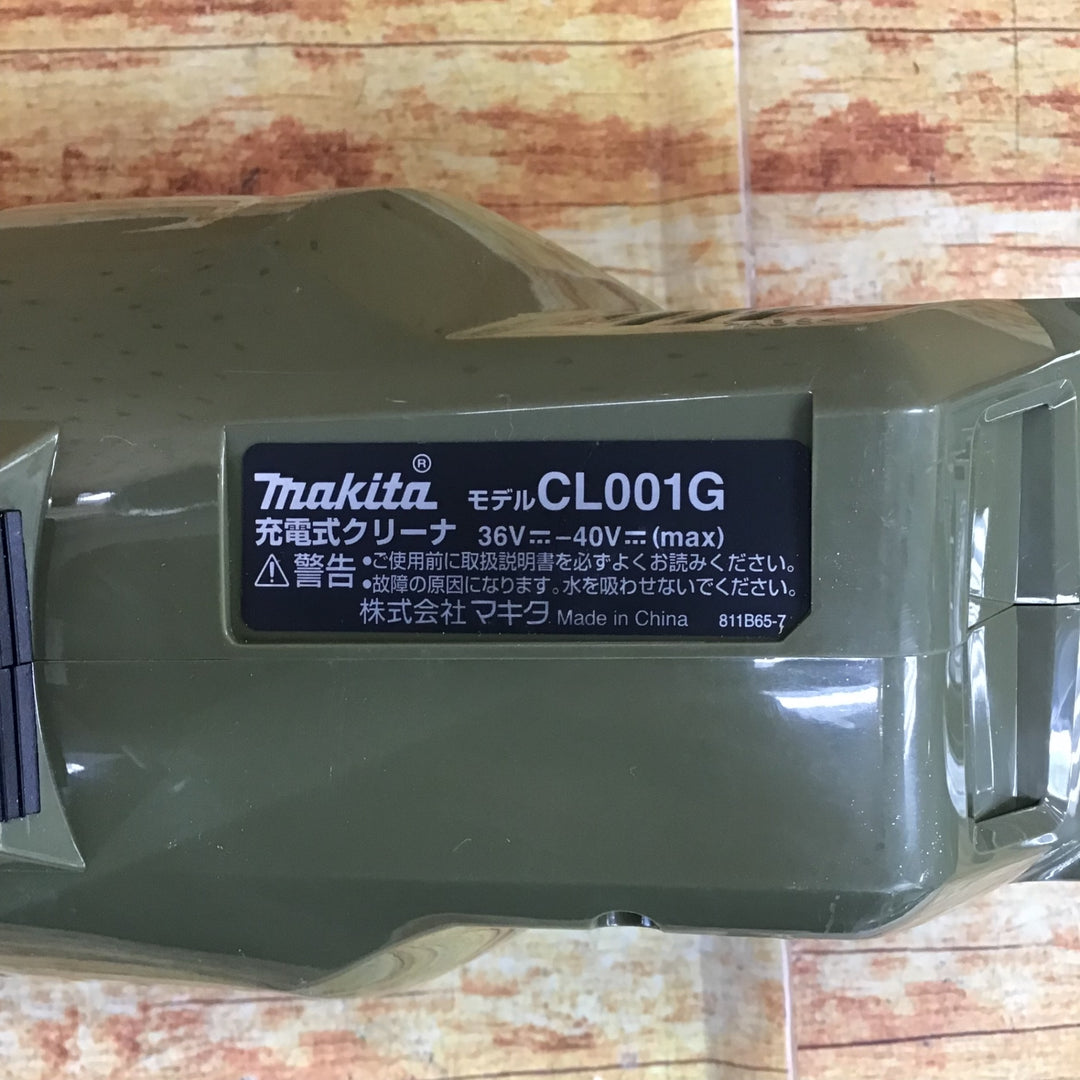 makita® モデルCL001G
充電式クリーナ 36V⎓-40V⎓(max)
⚠警告 •ご使用前に取扱説明書を必ずよくお読みください。
•故障の原因になります。水を吸わせないでください。
株式会社マキタ Made in China 811B65-7